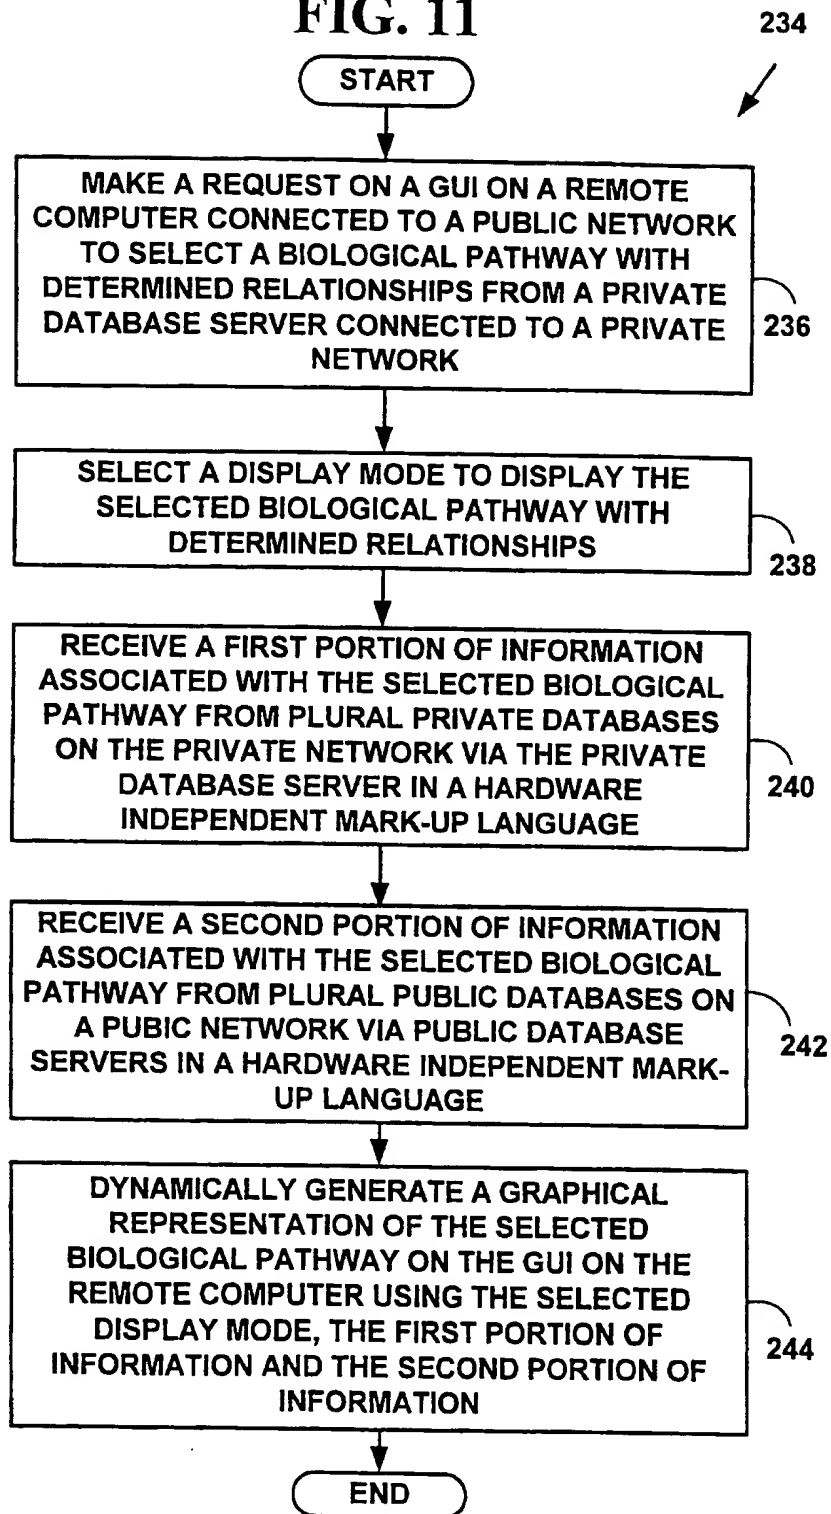 FIG. 11
234
START
MAKE A REQUEST ON A GUI ON A REMOTE
COMPUTER CONNECTED TO A PUBLIC NETWORK
TO SELECT A BIOLOGICAL PATHWAY WITH
DETERMINED RELATIONSHIPS FROM A PRIVATE
DATABASE SERVER CONNECTED TO A PRIVATE
NETWORK
236
SELECT A DISPLAY MODE TO DISPLAY THE
SELECTED BIOLOGICAL PATHWAY WITH
DETERMINED RELATIONSHIPS
238
RECEIVE A FIRST PORTION OF INFORMATION
ASSOCIATED WITH THE SELECTED BIOLOGICAL
PATHWAY FROM PLURAL PRIVATE DATABASES
ON THE PRIVATE NETWORK VIA THE PRIVATE
DATABASE SERVER IN A HARDWARE
INDEPENDENT MARK-UP LANGUAGE
240
RECEIVE A SECOND PORTION OF INFORMATION
ASSOCIATED WITH THE SELECTED BIOLOGICAL
PATHWAY FROM PLURAL PUBLIC DATABASES ON
A PUBIC NETWORK VIA PUBLIC DATABASE
SERVERS IN A HARDWARE INDEPENDENT MARK-
UP LANGUAGE
242
DYNAMICALLY GENERATE A GRAPHICAL
REPRESENTATION OF THE SELECTED
BIOLOGICAL PATHWAY ON THE GUI ON THE
REMOTE COMPUTER USING THE SELECTED
DISPLAY MODE, THE FIRST PORTION OF
INFORMATION AND THE SECOND PORTION OF
INFORMATION
244
END